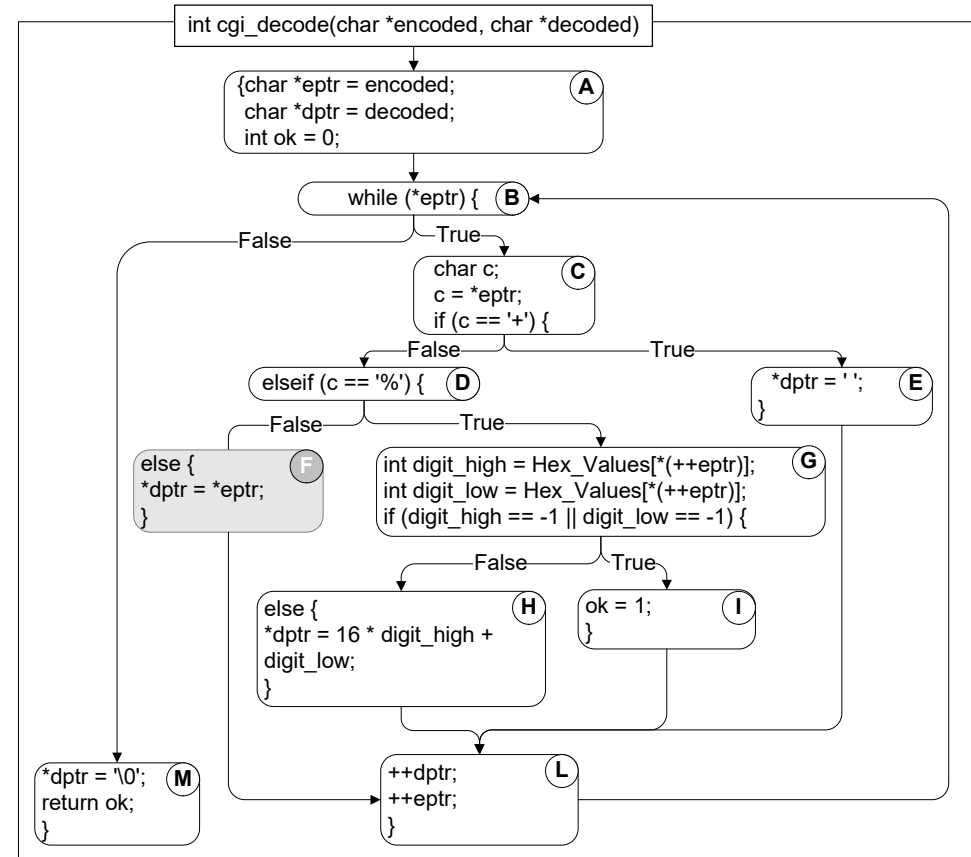 int cgi_decode(char *encoded, char *decoded)
{char *eptr = encoded;
char *dptr = decoded;
int ok = 0;
A
while (*eptr) {
B
False
True
char c;
c = *eptr;
if (c == '+') {
C
False
True
elseif (c == '%') {
D
*dptr = ' ';
}
E
False
True
else {
*dptr = *eptr;
}
F
int digit_high = Hex_Values[*(++eptr)];
int digit_low = Hex_Values[*(++eptr)];
if (digit_high == -1 || digit_low == -1) {
G
False
True
else {
*dptr = 16 * digit_high +
digit_low;
}
H
ok = 1;
}
I
*dptr = '\0';
return ok;
}
M
++dptr;
++eptr;
}
L